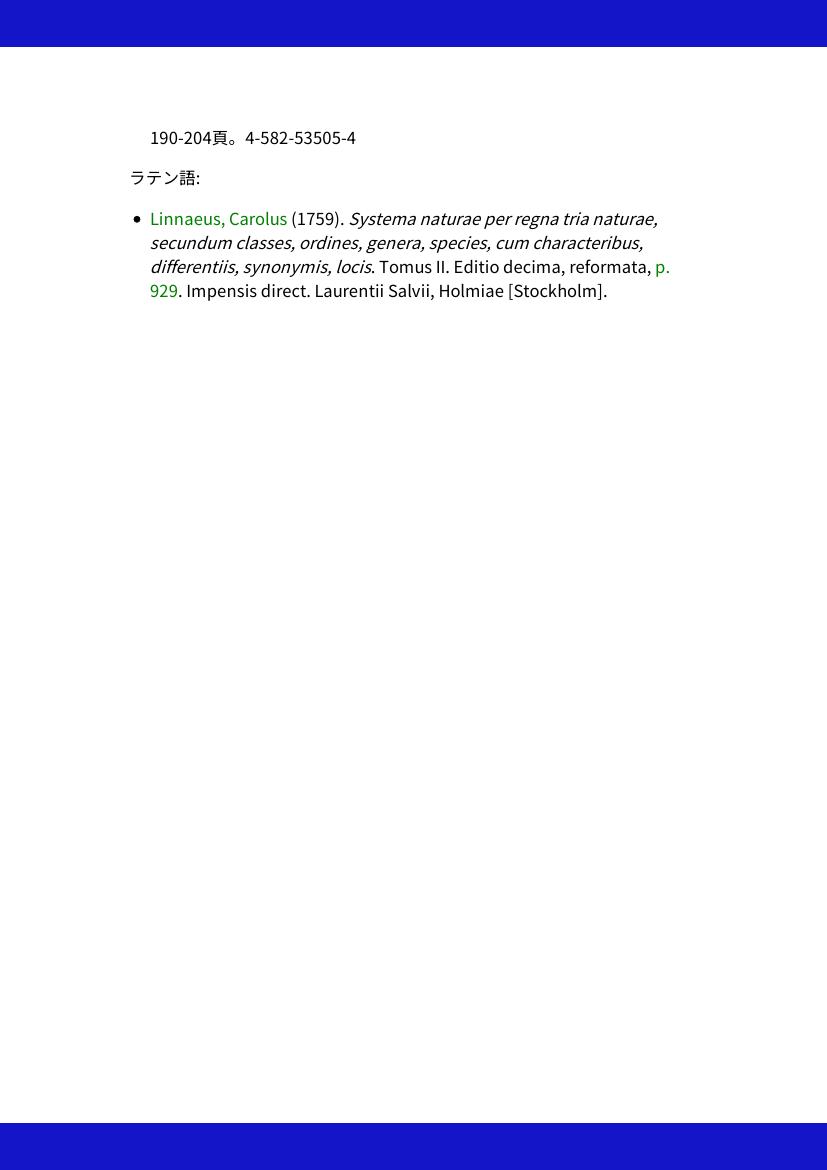 190-204頁。4-582-53505-4
ラテン語:
● Linnaeus, Carolus (1759). Systema naturae per regna tria naturae,
secundum classes, ordines, genera, species, cum characteribus,
differentiis, synonymis, locis. Tomus II. Editio decima, reformata, p.
929. Impensis direct. Laurentii Salvii, Holmiae [Stockholm].